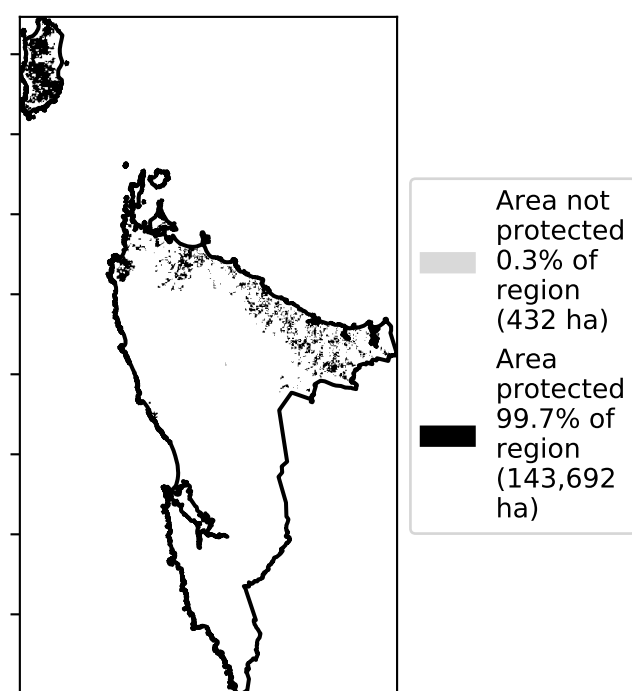 Area not
protected
0.3% of
region
(432 ha)
Area
protected
99.7% of
region
(143,692
ha)